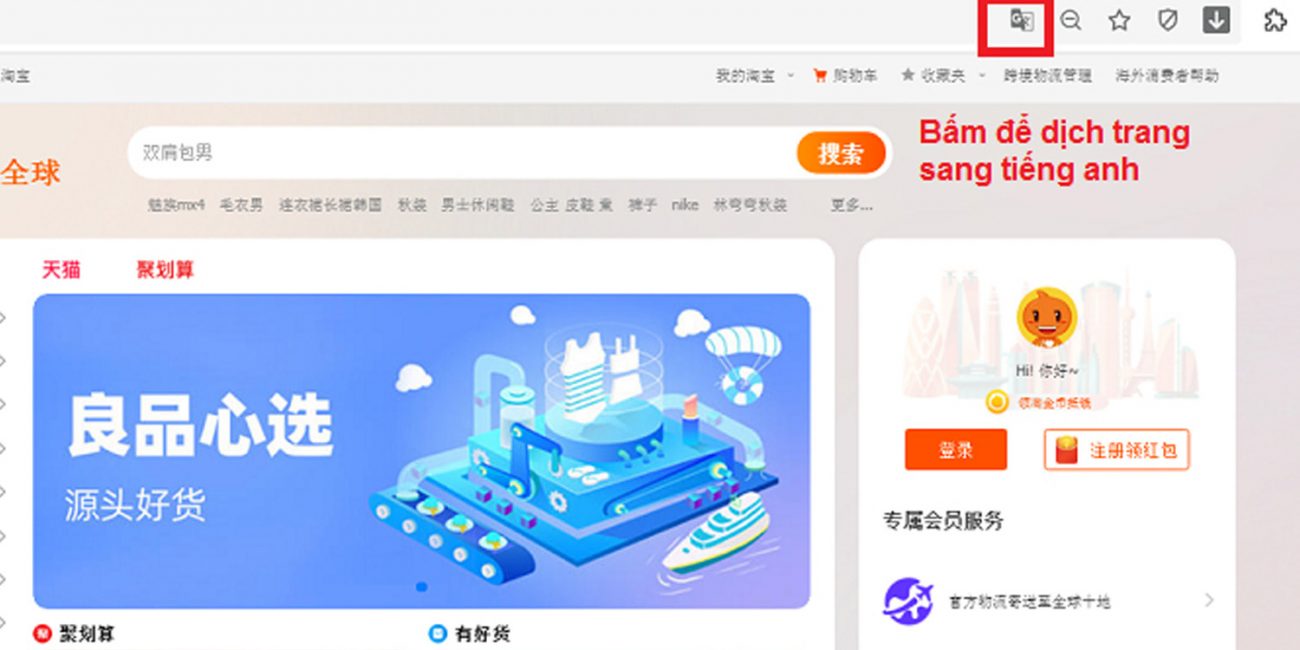 淘宝
我的淘宝 购物车 收藏夹 跨境物流管理 海外消费者帮助
Bấm để dịch trang
sang tiếng anh
全球
双肩包男 搜索
魅族mx4 毛衣男 连衣裙长裙韩国 秋装 男士休闲鞋 公主 皮鞋 童 裤子 nike 林弯弯秋装 更多...
天猫 聚划算
良品心选
源头好货
Hi! 你好~
领淘金币抵钱
登录 注册领红包
专属会员服务
官方物流寄送至全球十地
聚划算 有好货